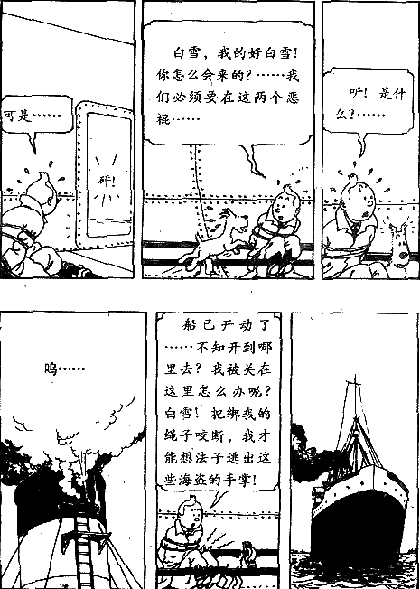 可是……
砰！
白雪，我的好白雪！
你怎么会来的？……我
们必须要在这两个恶
棍……
听！是什
么？……
呜……
船已开动了
……不知开到哪
里去？我被关在
这里怎么办呢？
白雪！把绑我的
绳子咬断，我才
能想法子逃出这
些海盗的手掌！